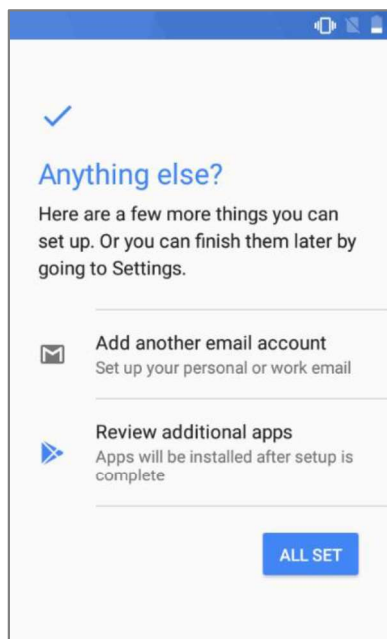 Anything else?
Here are a few more things you can
set up. Or you can finish them later by
going to Settings.
Add another email account
Set up your personal or work email
Review additional apps
Apps will be installed after setup is
complete
ALL SET